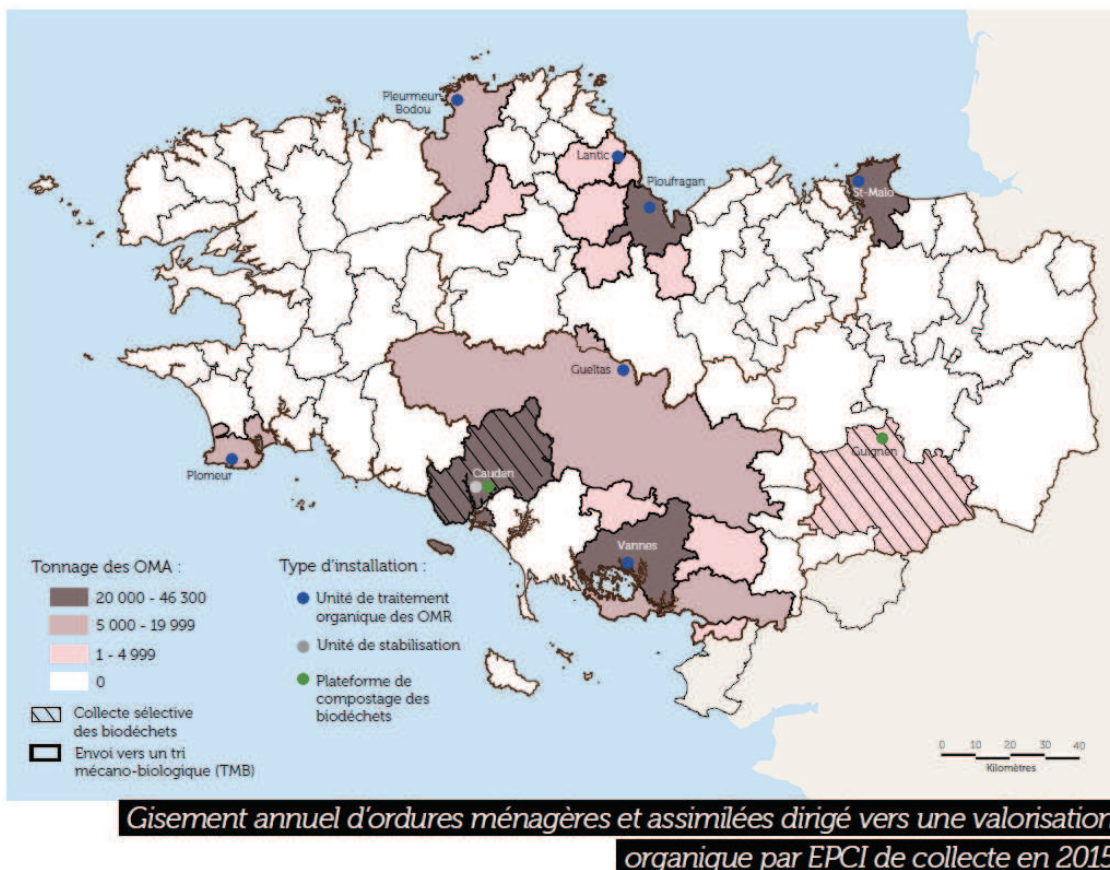 Pleumeur-
Bodou
Lantic
Ploufragan
St-Malo
Gueltas
Guignen
Plomeur
Caudan
Vannes
Tonnage des OMA :
20 000 - 46 300
5 000 - 19 999
1 - 4 999
0
Collecte sélective
des biodéchets
Envoi vers un tri
mécano-biologique (TMB)
Type d'installation :
Unité de traitement
organique des OMR
Unité de stabilisation
Plateforme de
compostage des
biodéchets
0 10 20 30 40
Kilomètres
Gisement annuel d'ordures ménagères et assimilées dirigé vers une valorisation
organique par EPCI de collecte en 2015